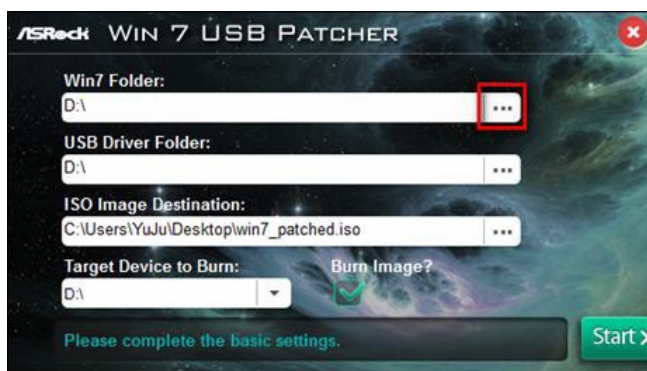 ASRock WIN 7 USB PATCHER
Win7 Folder:
D:\
USB Driver Folder:
D:\
ISO Image Destination:
C:\Users\YuJu\Desktop\win7_patched.iso
Target Device to Burn: Burn Image?
D:\
Please complete the basic settings.
Start